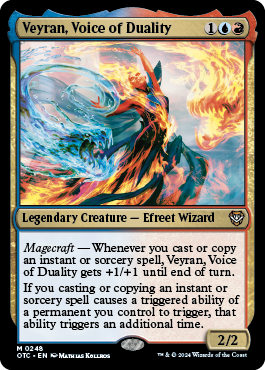 Veyran, Voice of Duality 1
Legendary Creature — Efreet Wizard
Magecraft — Whenever you cast or copy
an instant or sorcery spell, Veyran, Voice
of Duality gets +1/+1 until end of turn.
If you casting or copying an instant or
sorcery spell causes a triggered ability of
a permanent you control to trigger, that
ability triggers an additional time.
2/2
M 0248
OTC • EN Mathias Kollros
™ & © 2024 Wizards of the Coast